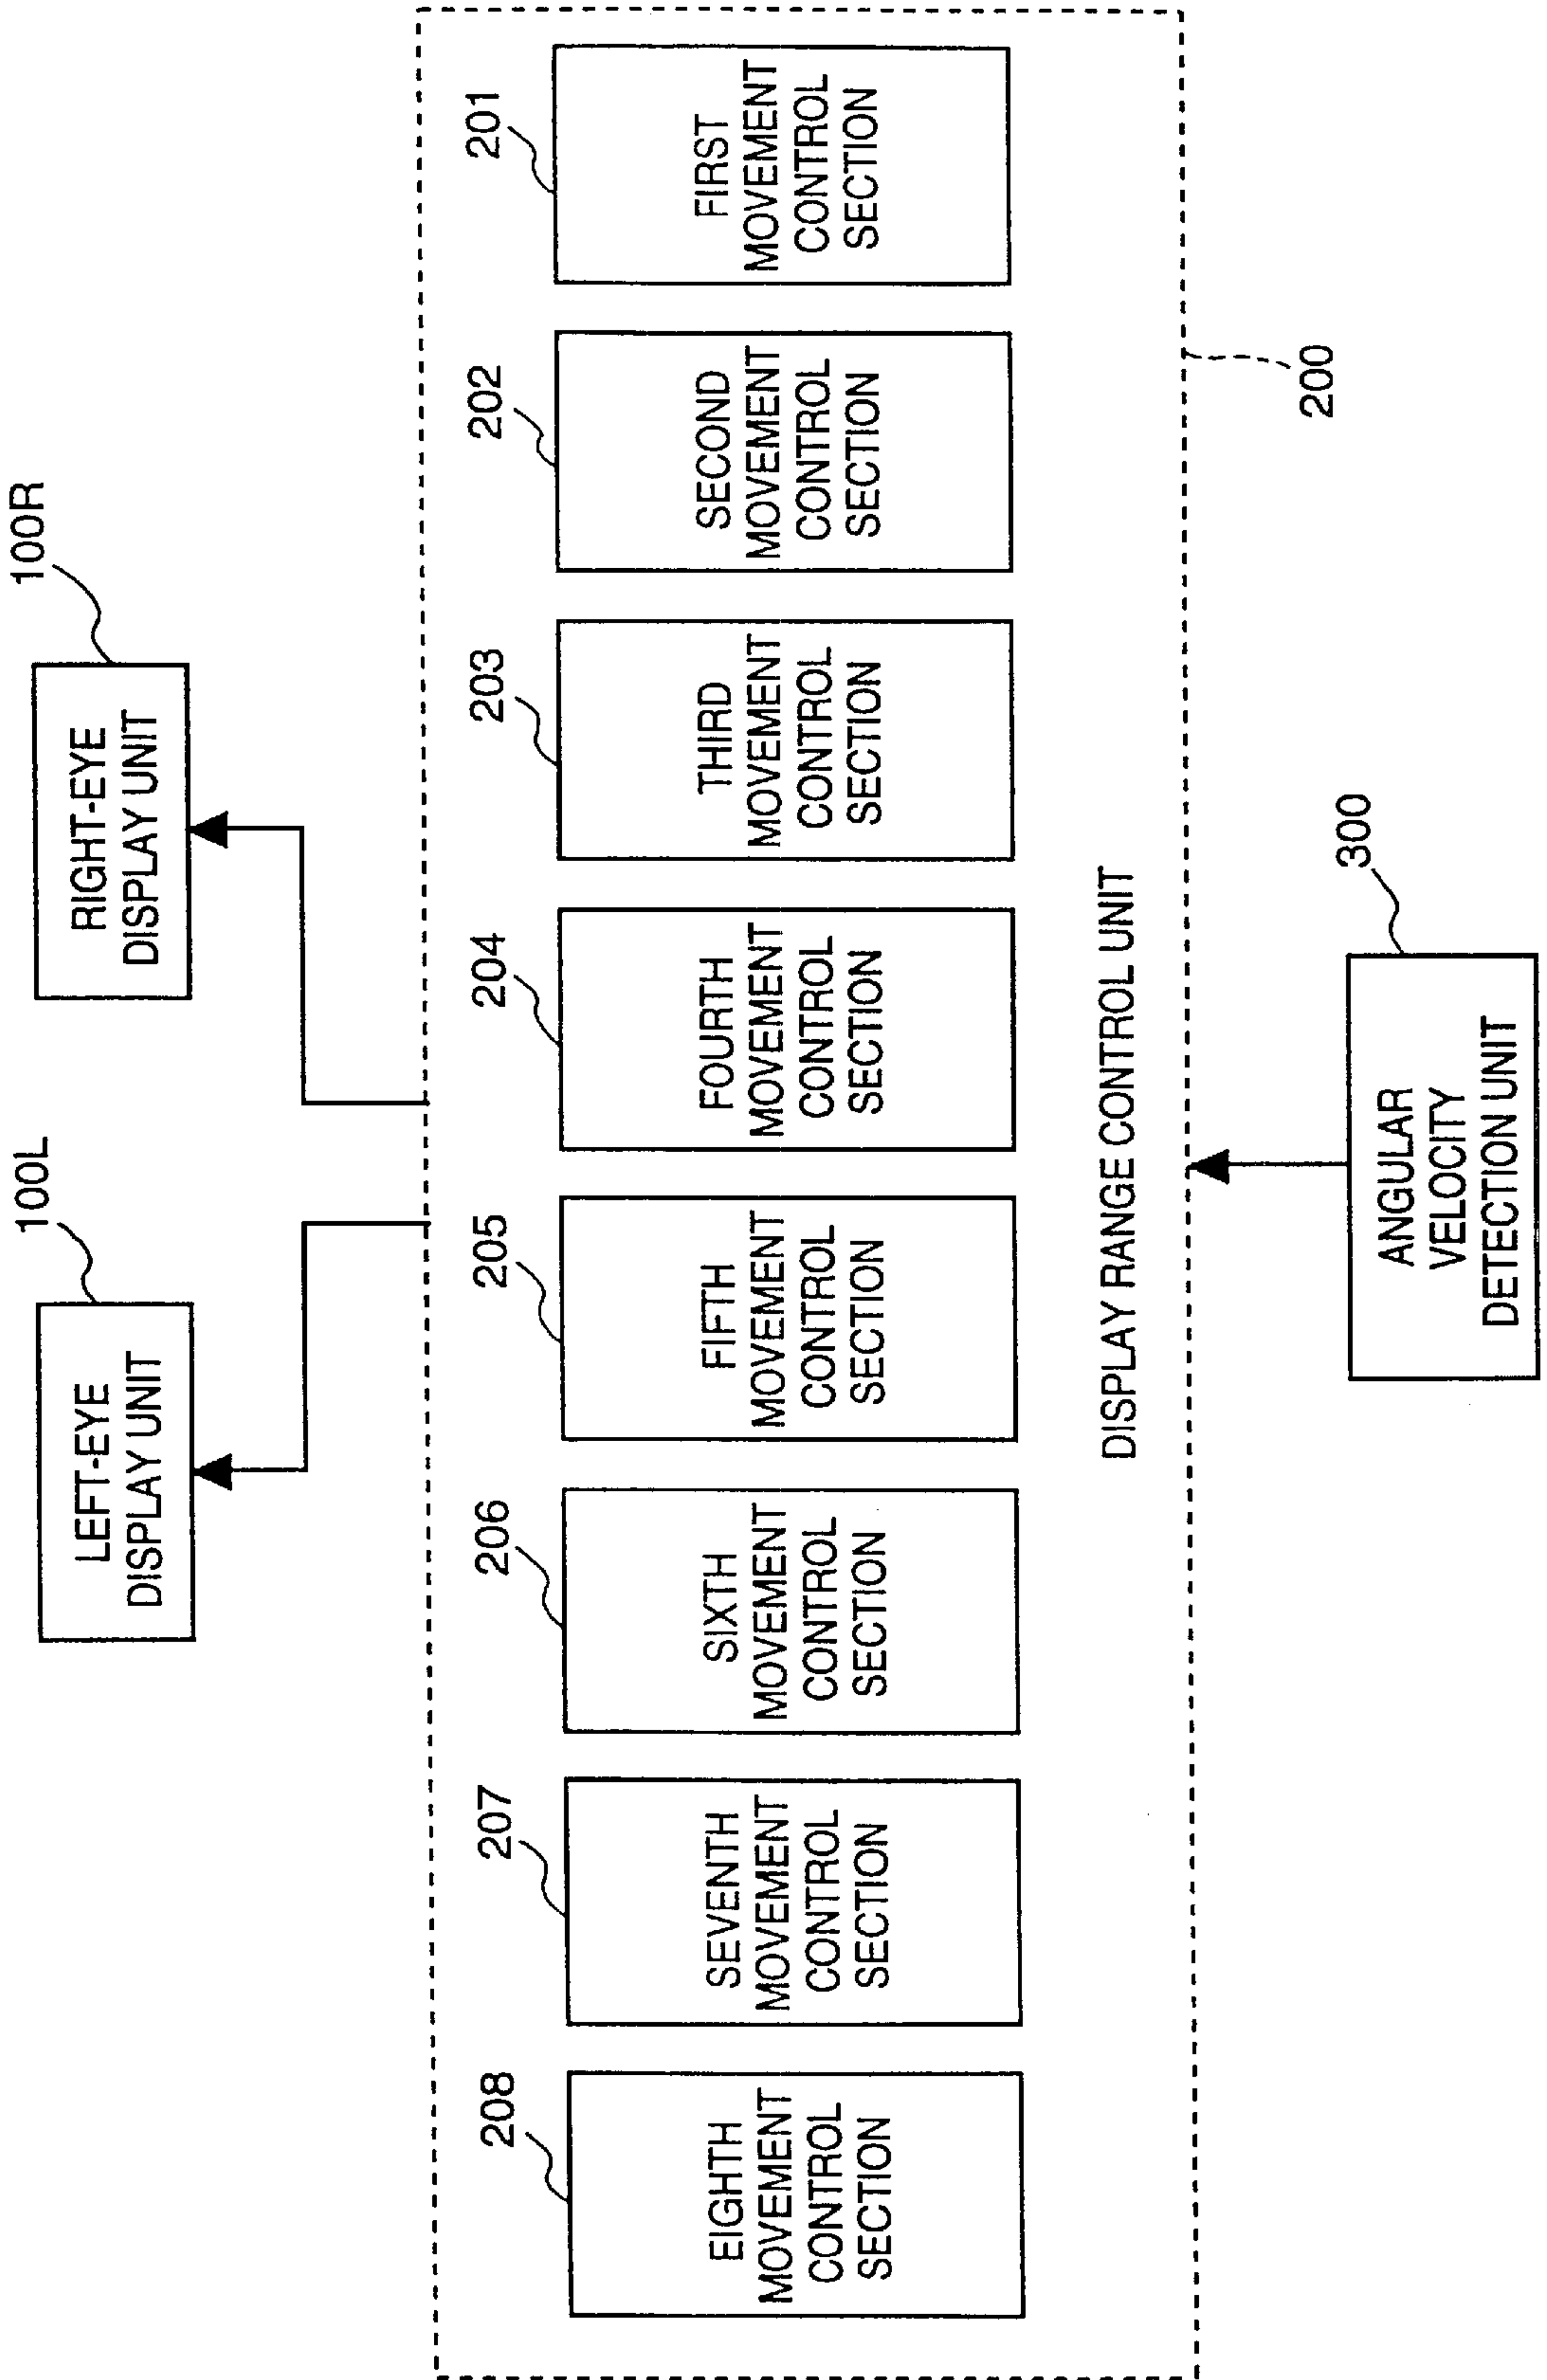 100L
LEFT-EYE
DISPLAY UNIT
100R
RIGHT-EYE
DISPLAY UNIT
208
EIGHTH
MOVEMENT
CONTROL
SECTION
207
SEVENTH
MOVEMENT
CONTROL
SECTION
206
SIXTH
MOVEMENT
CONTROL
SECTION
205
FIFTH
MOVEMENT
CONTROL
SECTION
204
FOURTH
MOVEMENT
CONTROL
SECTION
203
THIRD
MOVEMENT
CONTROL
SECTION
202
SECOND
MOVEMENT
CONTROL
SECTION
201
FIRST
MOVEMENT
CONTROL
SECTION
DISPLAY RANGE CONTROL UNIT
200
300
ANGULAR
VELOCITY
DETECTION UNIT